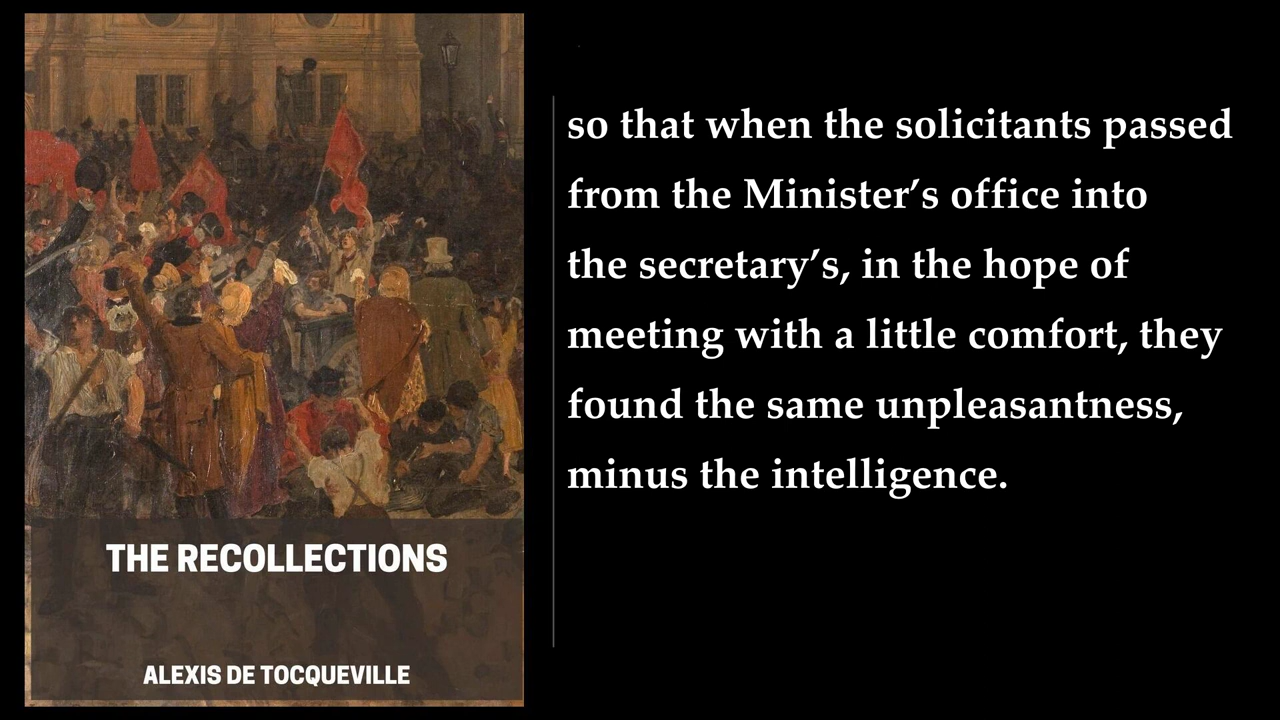 THE RECOLLECTIONS
ALEXIS DE TOCQUEVILLE
so that when the solicitants passed
from the Minister’s office into
the secretary’s, in the hope of
meeting with a little comfort, they
found the same unpleasantness,
minus the intelligence.